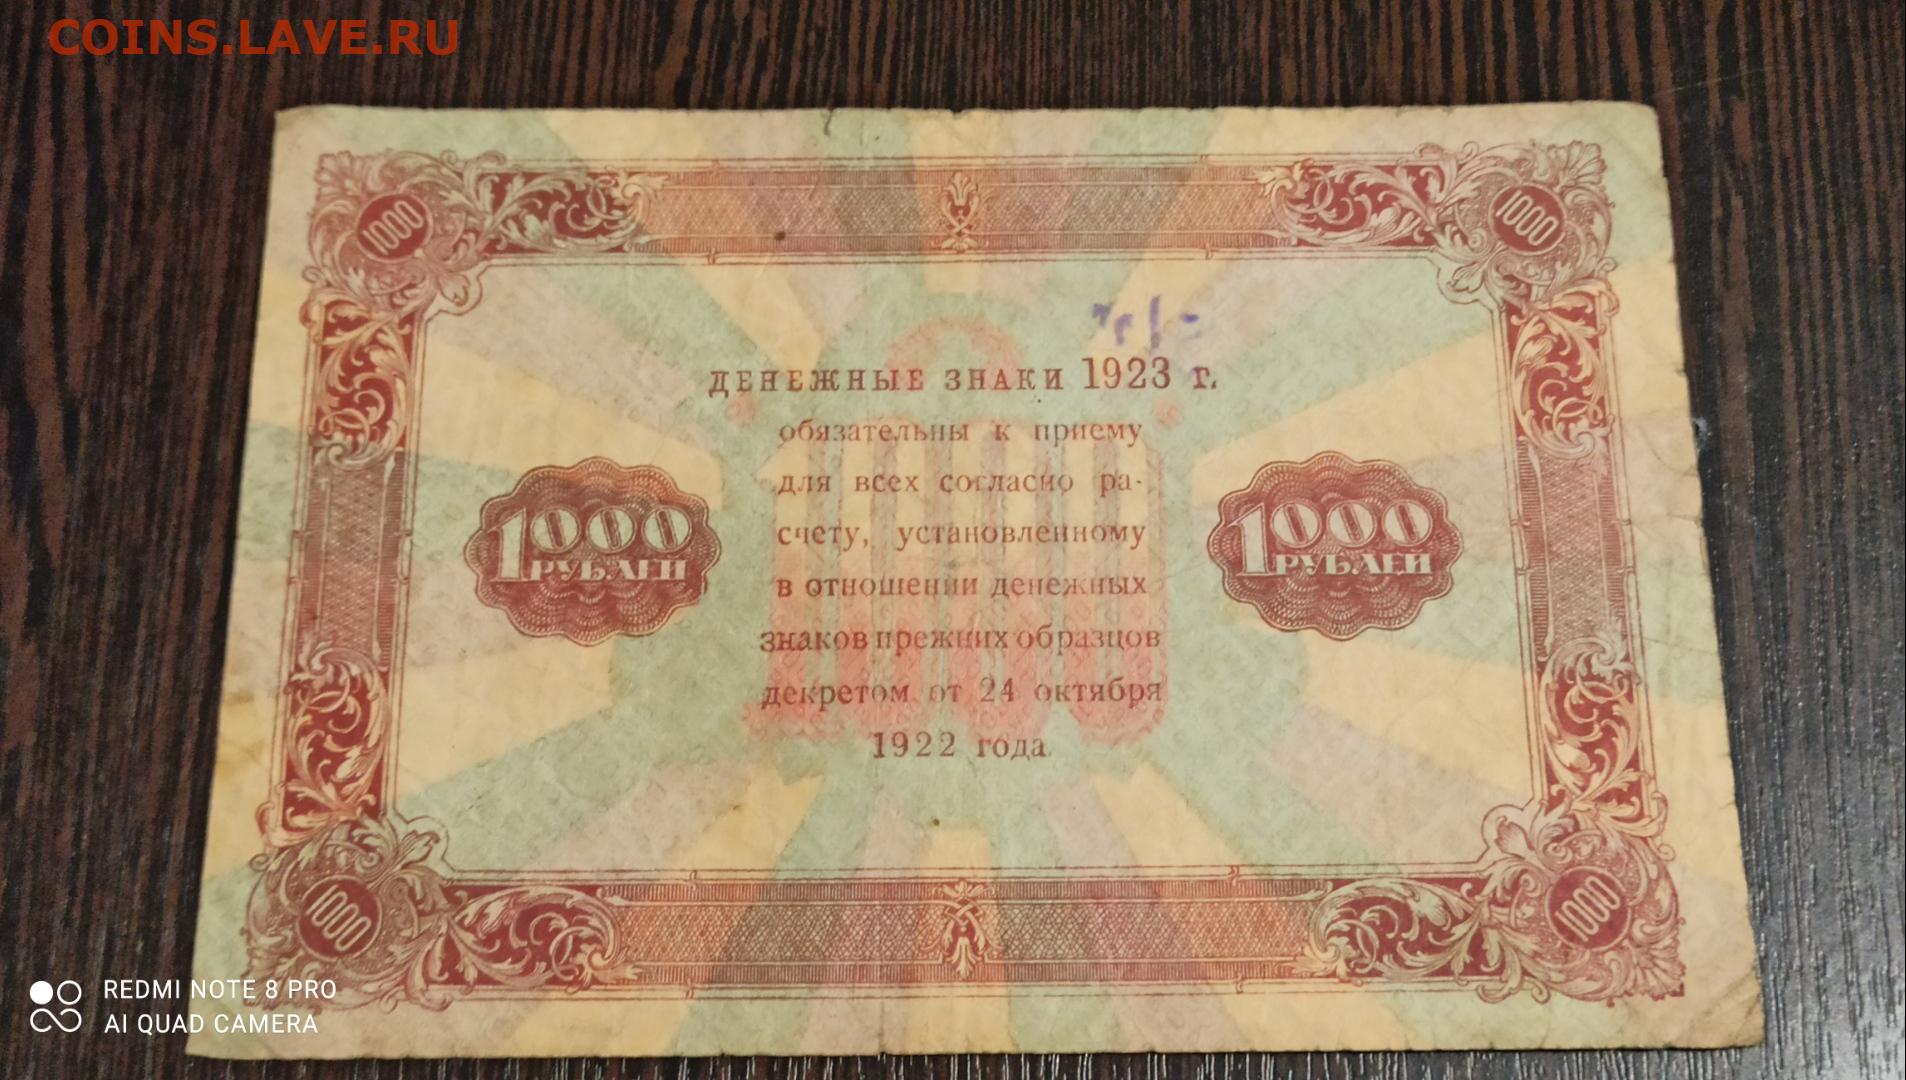 COINS.LAVE.RU
1000
1000
ДЕНЕЖНЫЕ ЗНАКИ 1923 г.
обязательны к приему
для всех согласно ра-
счету, установленному
в отношении денежных
знаков прежних образцов
декретом от 24 октября
1922 года
1000
РУБЛЕЙ
1000
РУБЛЕЙ
1000
1000
REDMI NOTE 8 PRO
AI QUAD CAMERA